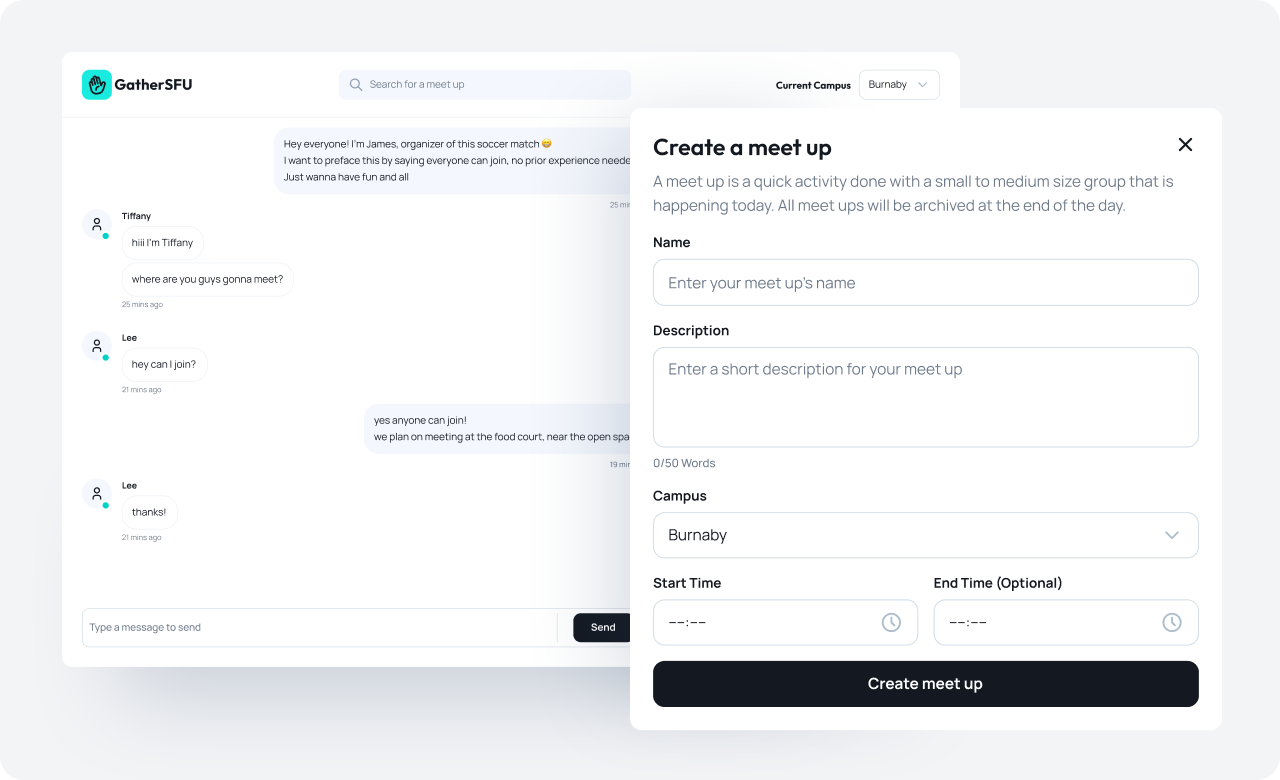 GatherSFU
Search for a meet up
Current Campus
Burnaby
Hey everyone! I'm James, organizer of this soccer match 😄
I want to preface this by saying everyone can join, no prior experience neede
Just wanna have fun and all
25 min
Tiffany
hiii I'm Tiffany
where are you guys gonna meet?
25 mins ago
Lee
hey can I join?
21 mins ago
yes anyone can join!
we plan on meeting at the food court, near the open spa
19 min
Lee
thanks!
21 mins ago
Type a message to send
Send
Create a meet up
A meet up is a quick activity done with a small to medium size group that is
happening today. All meet ups will be archived at the end of the day.
Name
Enter your meet up's name
Description
Enter a short description for your meet up
0/50 Words
Campus
Burnaby
Start Time
End Time (Optional)
--:--
--:--
Create meet up